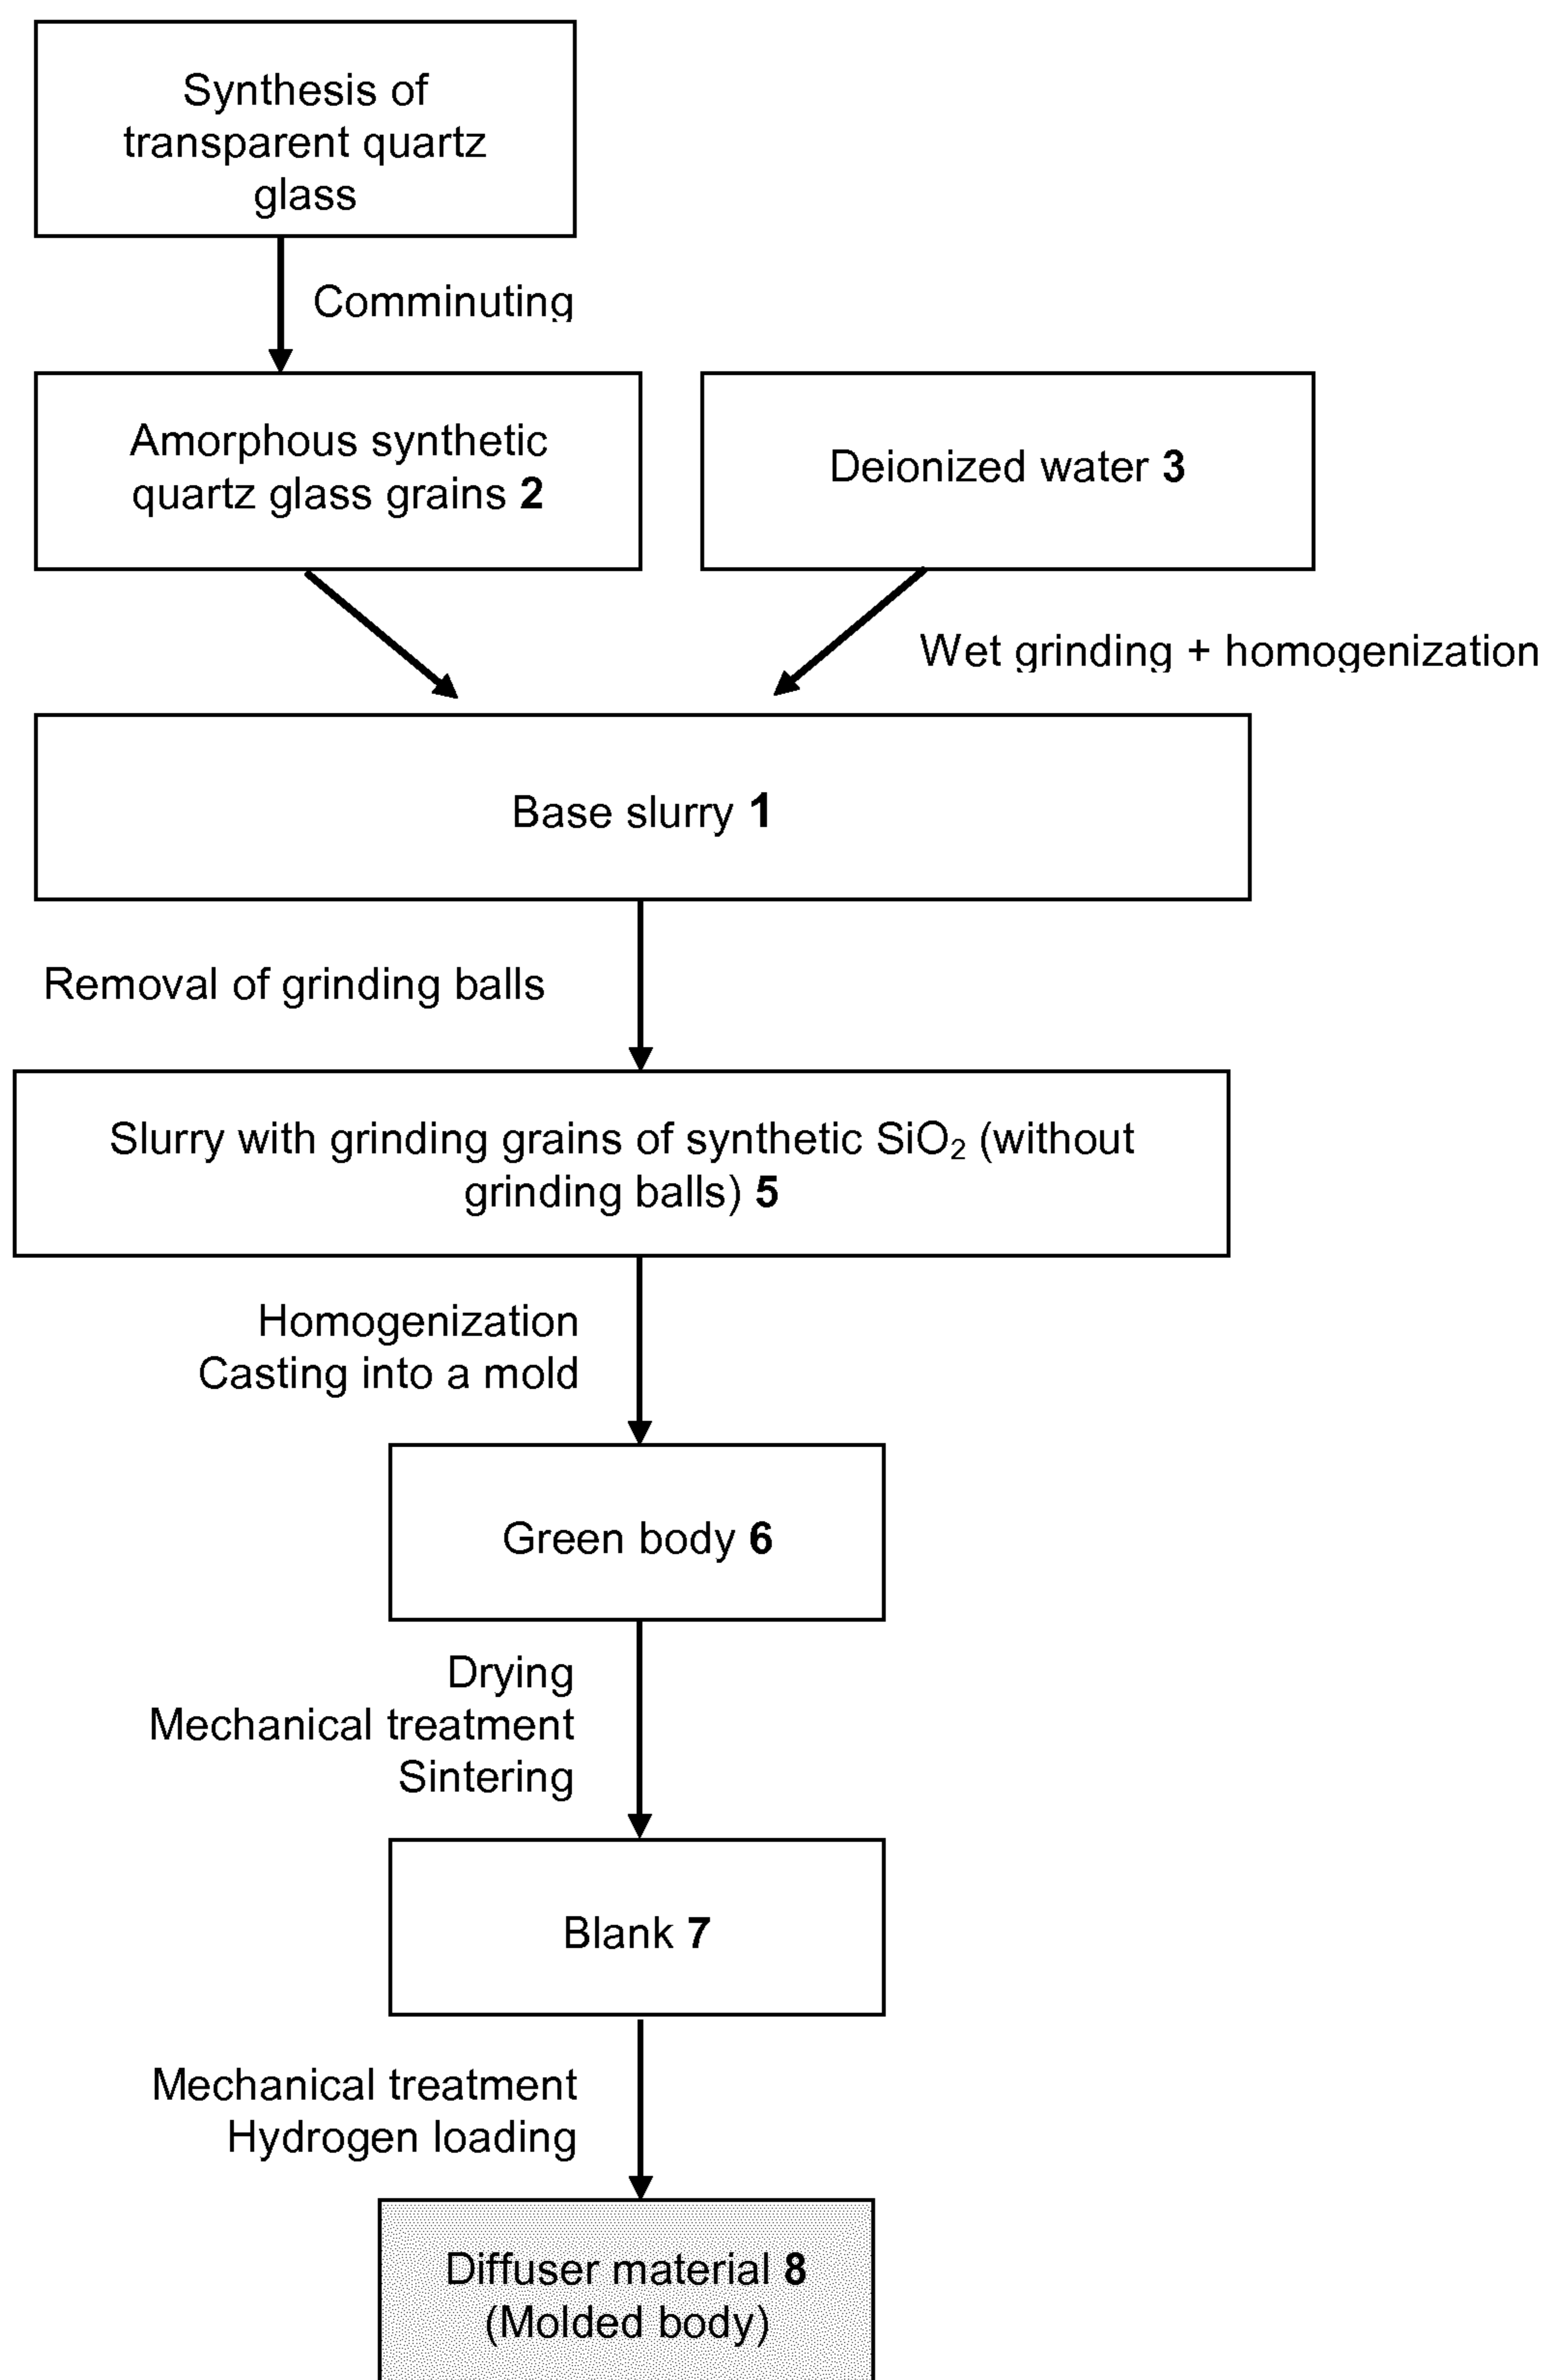 Synthesis of
transparent quartz
glass
Comminuting
Amorphous synthetic
quartz glass grains 2
Deionized water 3
Wet grinding + homogenization
Base slurry 1
Removal of grinding balls
Slurry with grinding grains of synthetic SiO₂ (without
grinding balls) 5
Homogenization
Casting into a mold
Green body 6
Drying
Mechanical treatment
Sintering
Blank 7
Mechanical treatment
Hydrogen loading
Diffuser material 8
(Molded body)